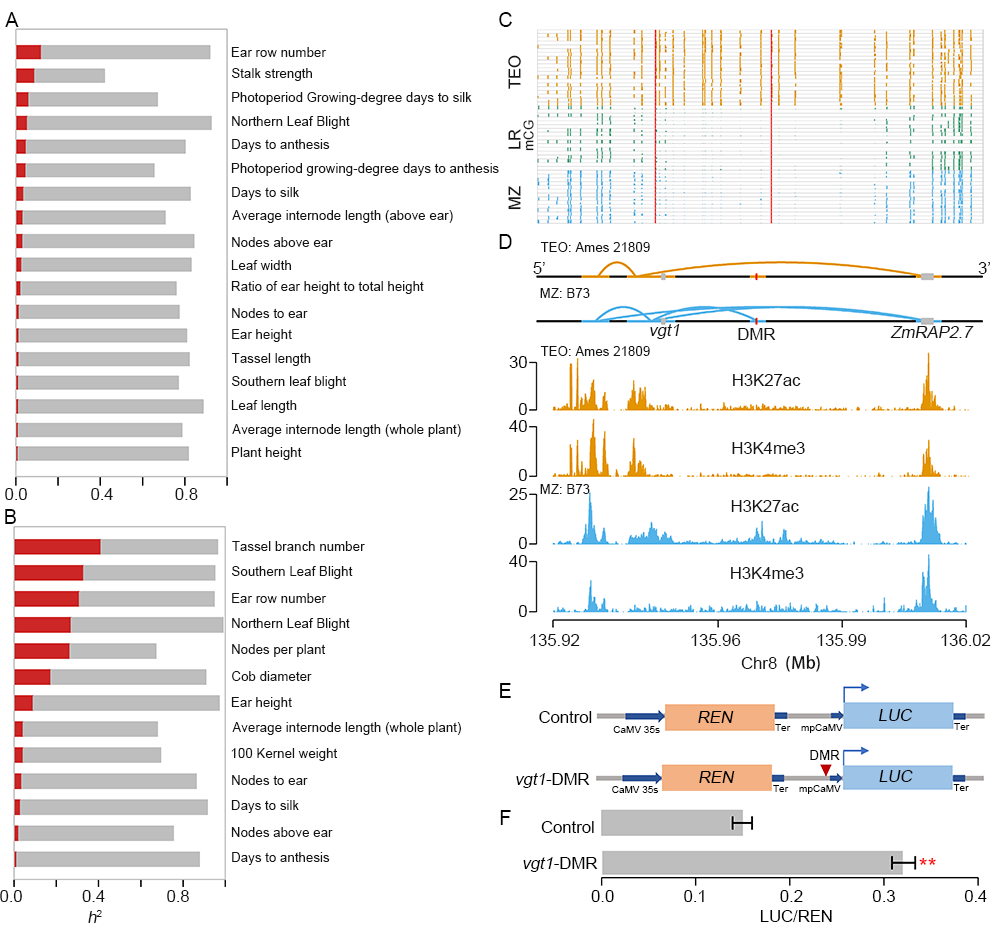 A
Ear row number
Stalk strength
Photoperiod Growing-degree days to silk
Northern Leaf Blight
Days to anthesis
Photoperiod growing-degree days to anthesis
Days to silk
Average internode length (above ear)
Nodes above ear
Leaf width
Ratio of ear height to total height
Nodes to ear
Ear height
Tassel length
Southern leaf blight
Leaf length
Average internode length (whole plant)
Plant height
0.0 0.4 0.8
B
Tassel branch number
Southern Leaf Blight
Ear row number
Northern Leaf Blight
Nodes per plant
Cob diameter
Ear height
Average internode length (whole plant)
100 Kernel weight
Nodes to ear
Days to silk
Nodes above ear
Days to anthesis
0.0 0.4 0.8
h²
C
TEO
LR
MZ
mCG
D
TEO: Ames 21809
5’ 3’
MZ: B73
vgt1 DMR ZmRAP2.7
TEO: Ames 21809
30
H3K27ac
0
40
H3K4me3
0
MZ: B73
25
H3K27ac
0
40
H3K4me3
0
135.92 135.96 135.99 136.02
Chr8 (Mb)
E
Control REN LUC
CaMV 35s Ter mpCaMV Ter
DMR
vgt1-DMR REN LUC
CaMV 35s Ter mpCaMV Ter
F
Control
vgt1-DMR **
0.0 0.1 0.2 0.3 0.4
LUC/REN